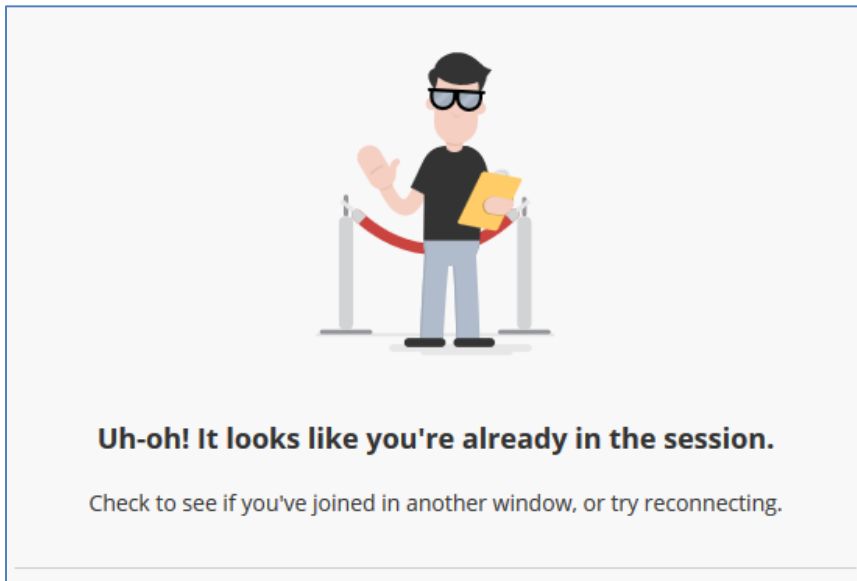 Uh-oh! It looks like you're already in the session.
Check to see if you've joined in another window, or try reconnecting.